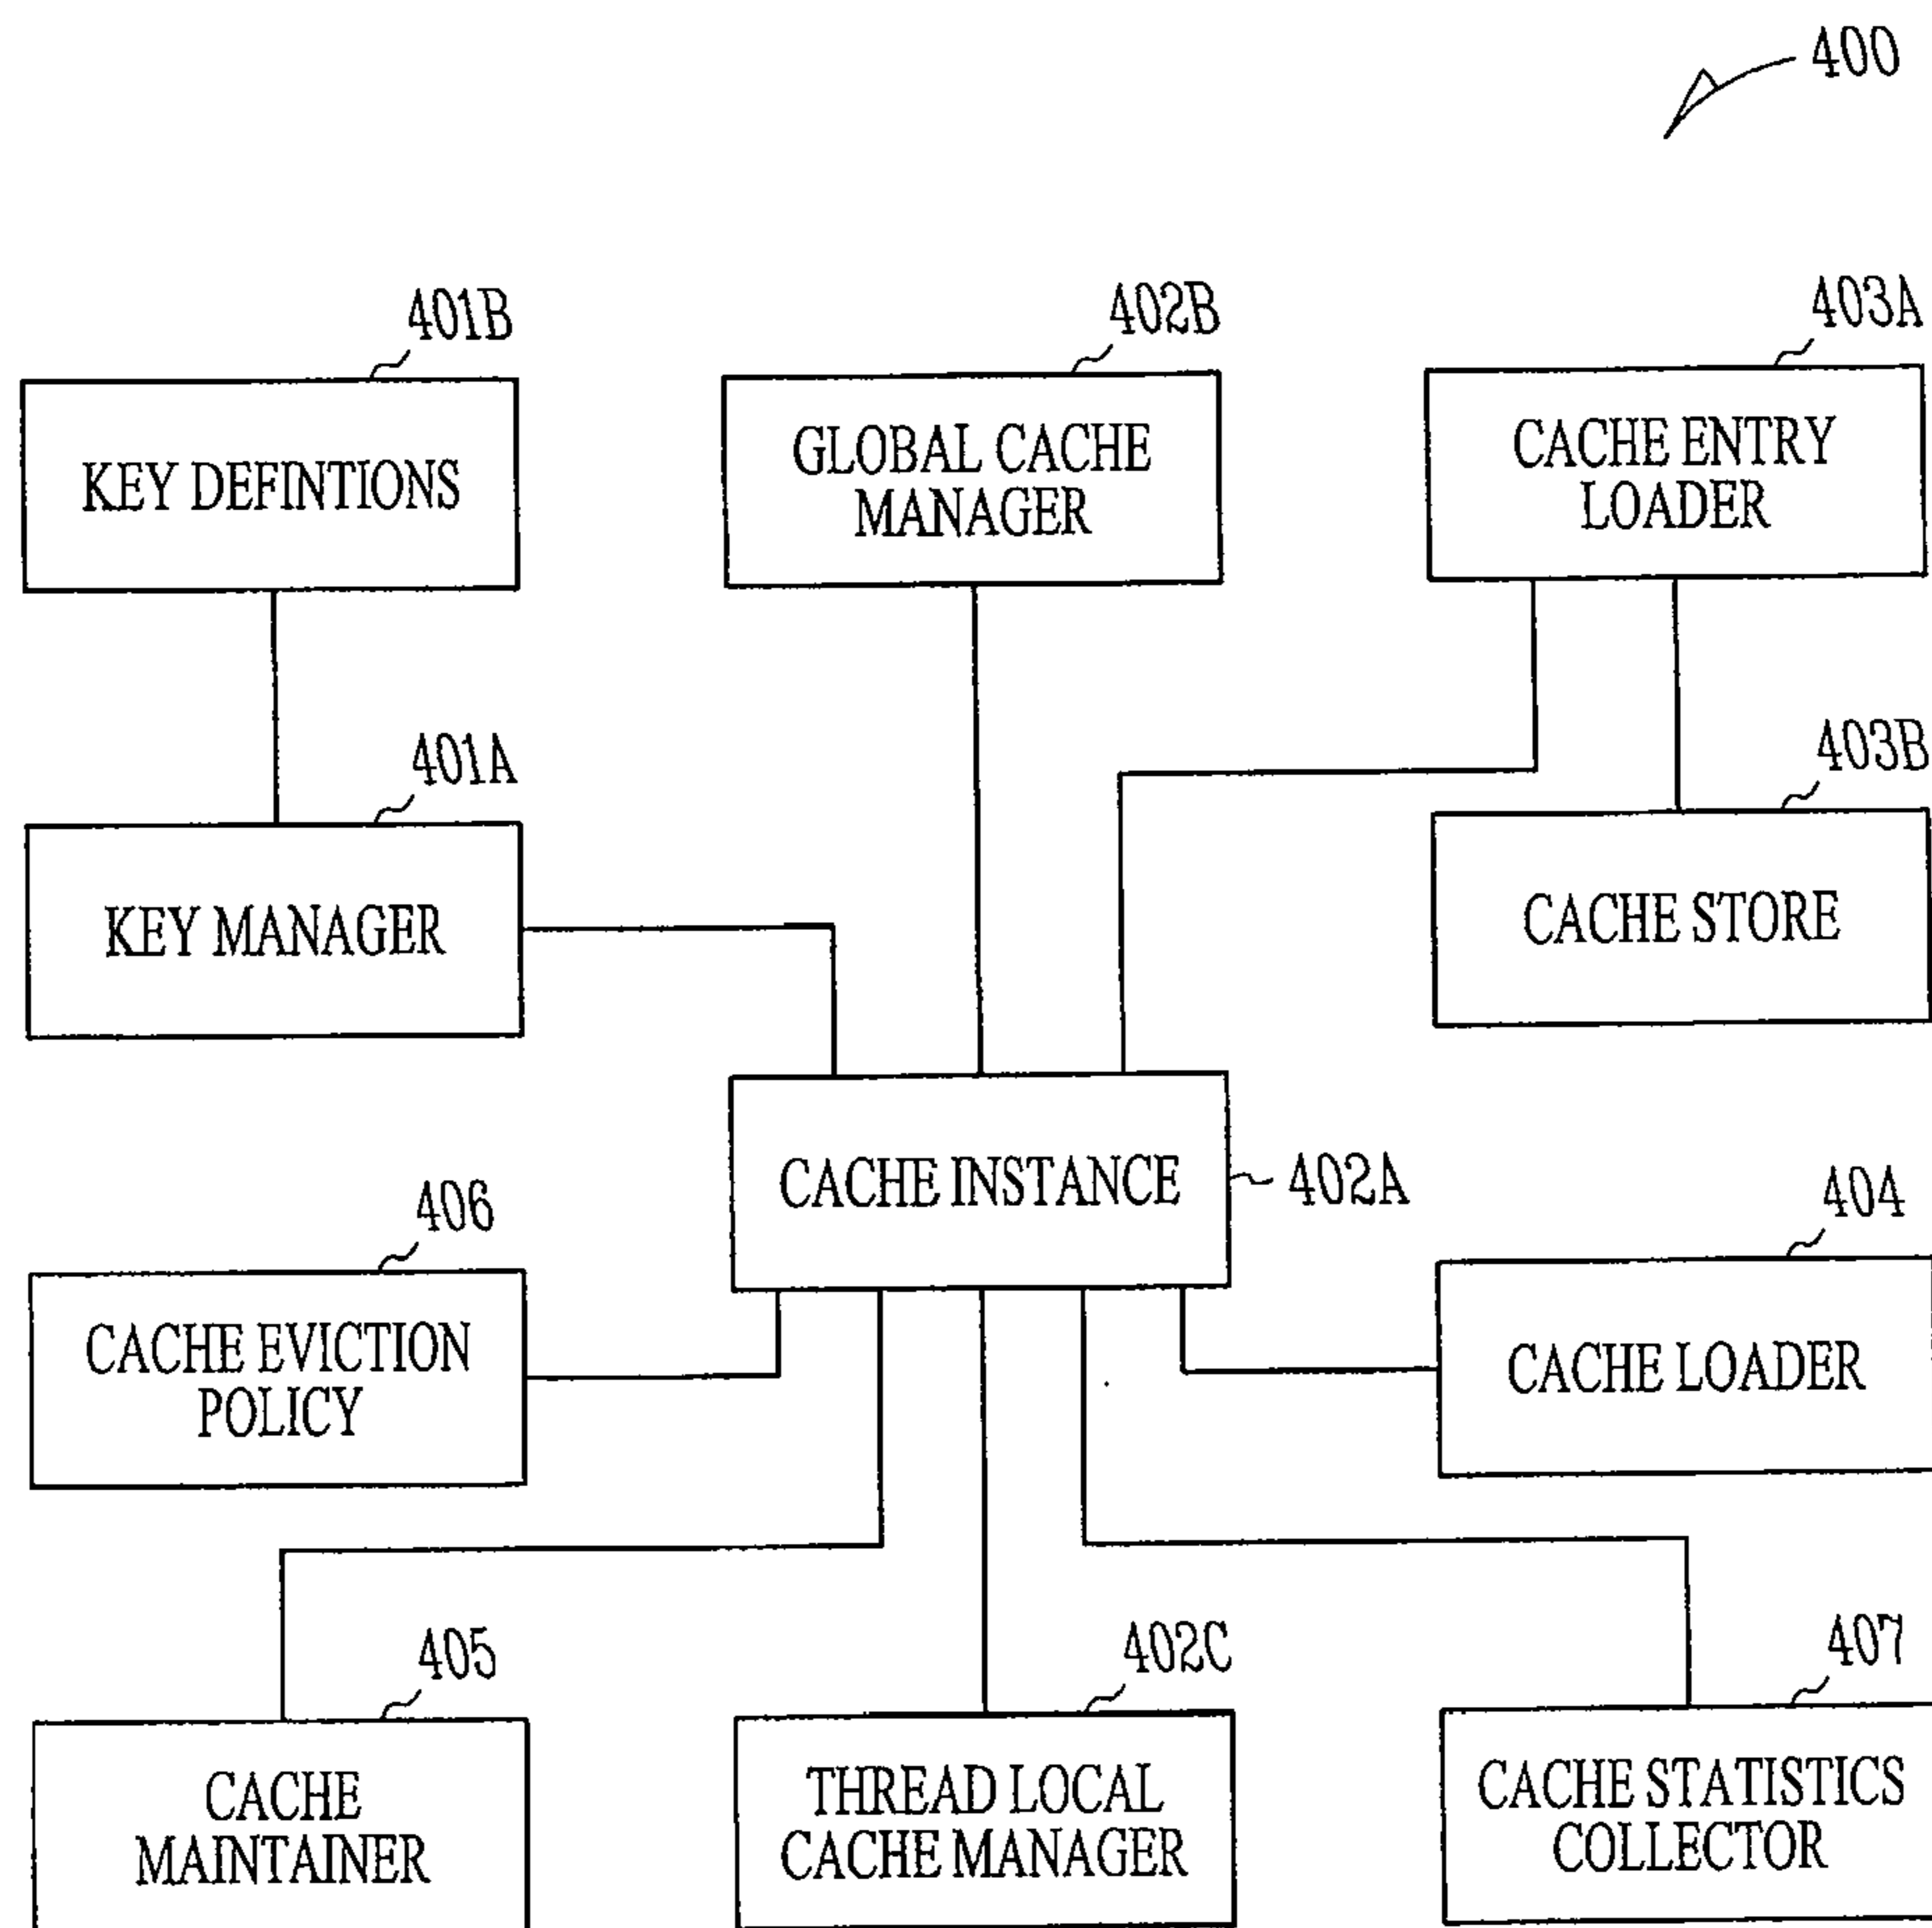 400
401B
402B
403A
KEY DEFINTIONS
GLOBAL CACHE
MANAGER
CACHE ENTRY
LOADER
401A
403B
KEY MANAGER
CACHE STORE
CACHE INSTANCE
402A
406
404
CACHE EVICTION
POLICY
CACHE LOADER
405
402C
407
CACHE
MAINTAINER
THREAD LOCAL
CACHE MANAGER
CACHE STATISTICS
COLLECTOR